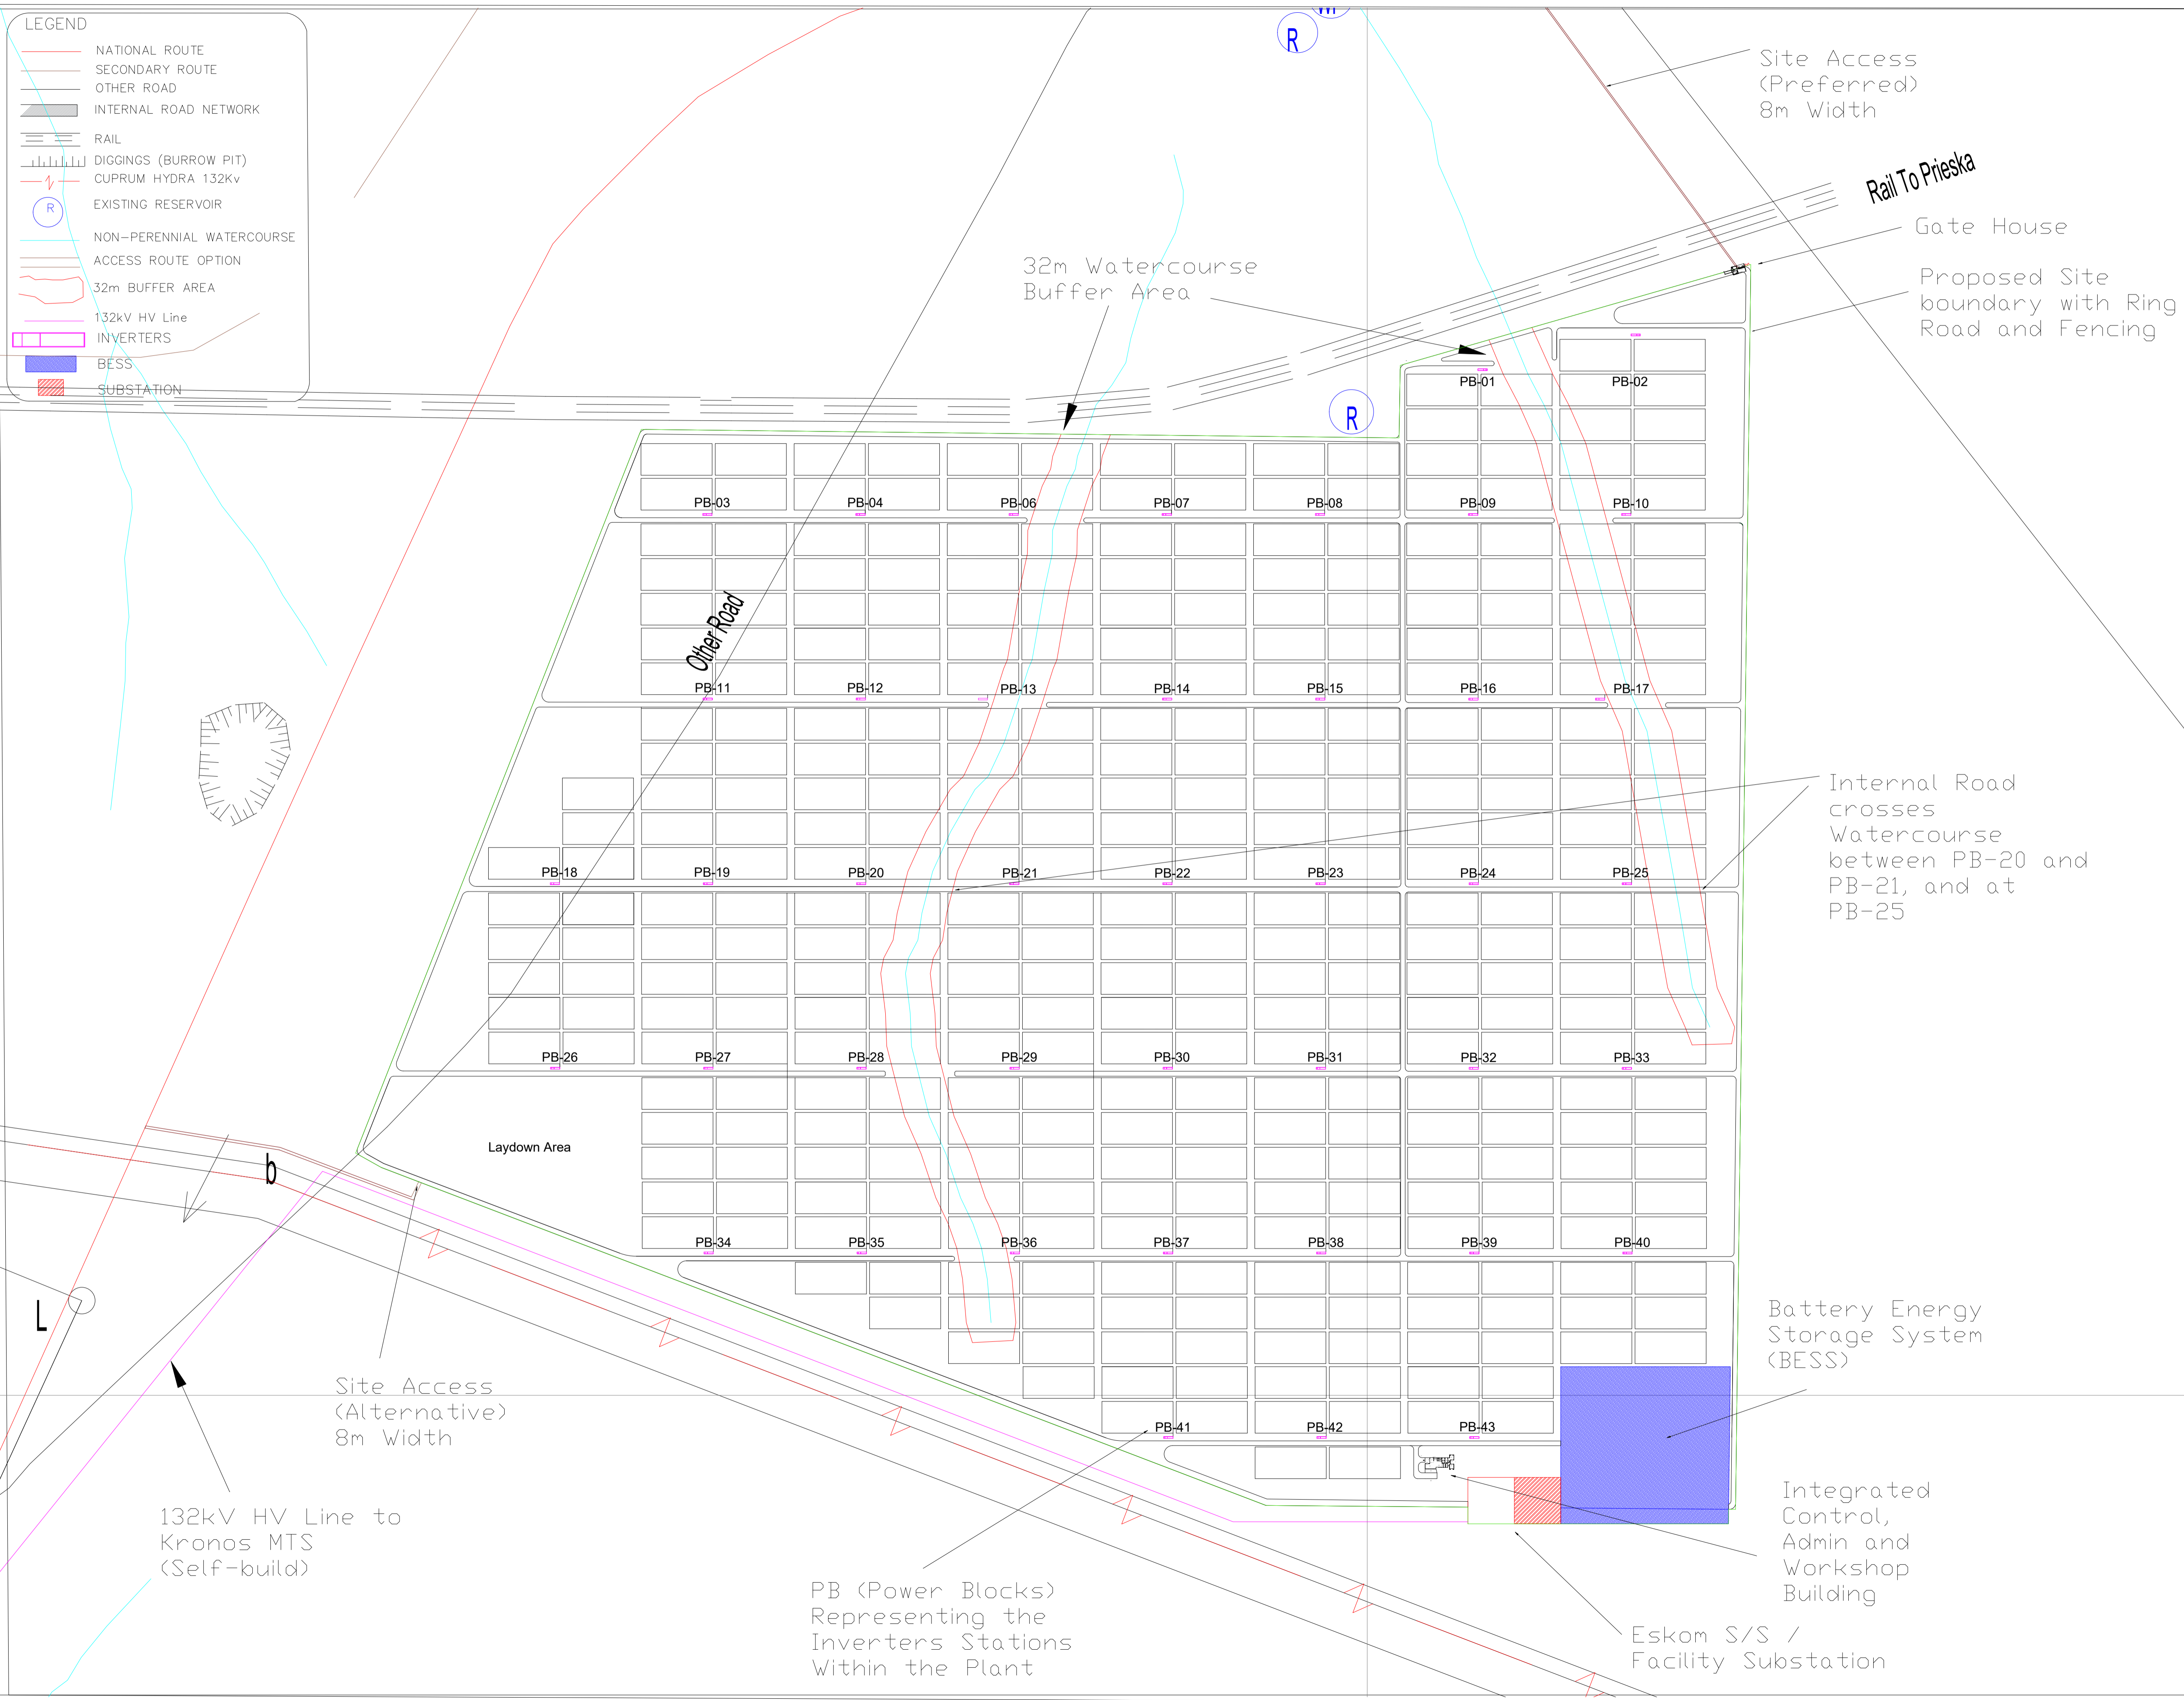 LEGEND
NATIONAL ROUTE
SECONDARY ROUTE
OTHER ROAD
INTERNAL ROAD NETWORK
RAIL
DIGGINGS (BURROW PIT)
CUPRUM HYDRA 132Kv
R
EXISTING RESERVOIR
NON-PERENNIAL WATERCOURSE
ACCESS ROUTE OPTION
32m BUFFER AREA
132kV HV Line
INVERTERS
BESS
SUBSTATION
R
Site Access
(Preferred)
8m Width
Rail To Prieska
Gate House
Proposed Site
boundary with Ring
Road and Fencing
32m Watercourse
Buffer Area
R
PB-01
PB-02
PB-03
PB-04
PB-06
PB-07
PB-08
PB-09
PB-10
Other Road
PB-11
PB-12
PB-13
PB-14
PB-15
PB-16
PB-17
Internal Road
crosses
Watercourse
between PB-20 and
PB-21, and at
PB-25
PB-18
PB-19
PB-20
PB-21
PB-22
PB-23
PB-24
PB-25
PB-26
PB-27
PB-28
PB-29
PB-30
PB-31
PB-32
PB-33
Laydown Area
b
PB-34
PB-35
PB-36
PB-37
PB-38
PB-39
PB-40
L
Battery Energy
Storage System
(BESS)
Site Access
(Alternative)
8m Width
PB-41
PB-42
PB-43
132kV HV Line to
Kronos MTS
(Self-build)
Integrated
Control,
Admin and
Workshop
Building
PB (Power Blocks)
Representing the
Inverters Stations
Within the Plant
Eskom S/S /
Facility Substation